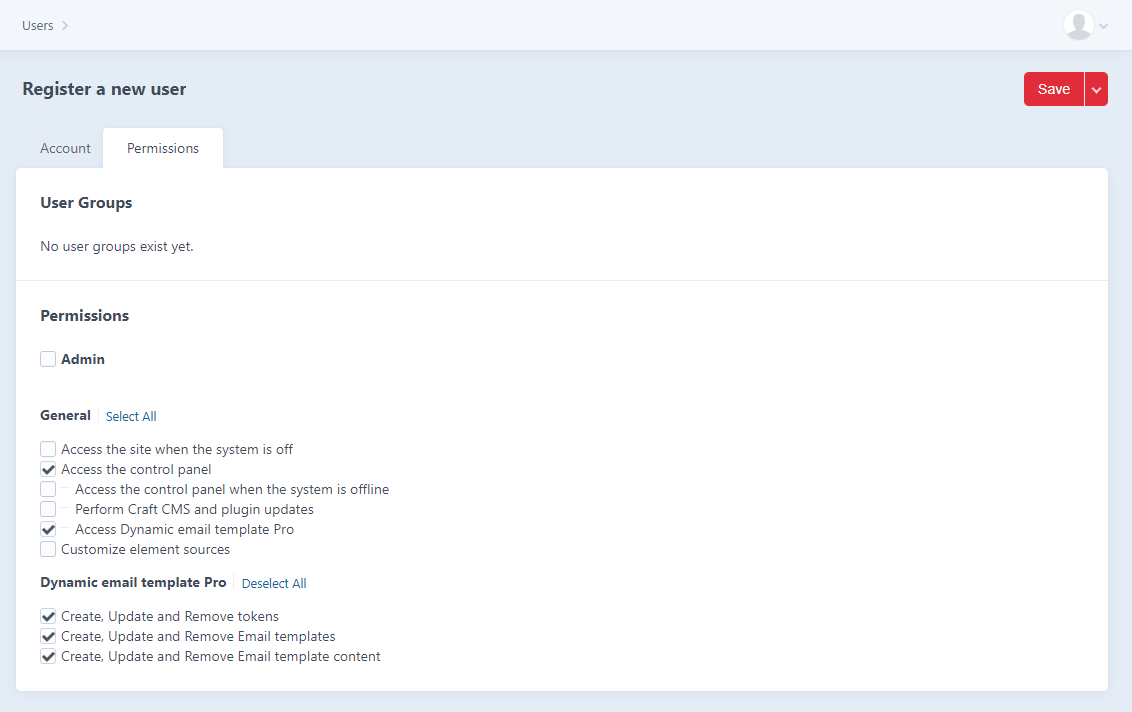 Users
Register a new user
Save
Account Permissions
User Groups
No user groups exist yet.
Permissions
Admin
General Select All
Access the site when the system is off
Access the control panel
Access the control panel when the system is offline
Perform Craft CMS and plugin updates
Access Dynamic email template Pro
Customize element sources
Dynamic email template Pro Deselect All
Create, Update and Remove tokens
Create, Update and Remove Email templates
Create, Update and Remove Email template content